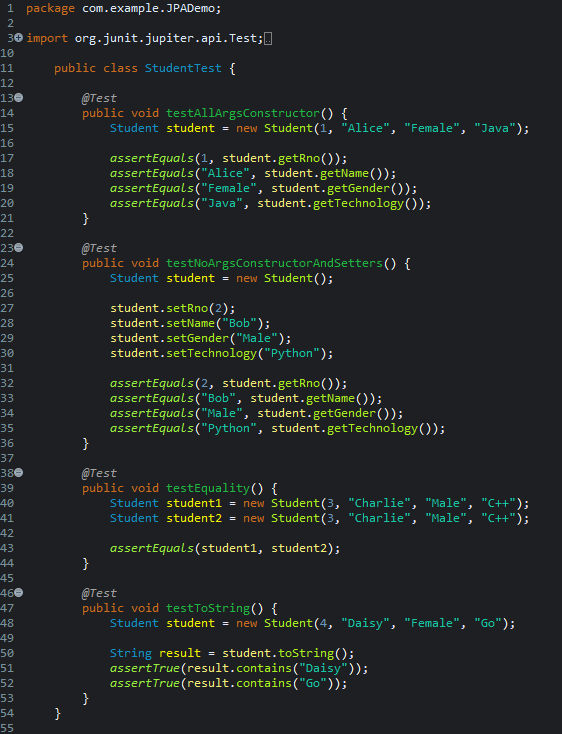 1 package com.example.JPADemo;
2
3 import org.junit.jupiter.api.Test;
10
11     public class StudentTest {
12
13         @Test
14         public void testAllArgsConstructor() {
15             Student student = new Student(1, "Alice", "Female", "Java");
16
17             assertEquals(1, student.getRno());
18             assertEquals("Alice", student.getName());
19             assertEquals("Female", student.getGender());
20             assertEquals("Java", student.getTechnology());
21         }
22
23         @Test
24         public void testNoArgsConstructorAndSetters() {
25             Student student = new Student();
26
27             student.setRno(2);
28             student.setName("Bob");
29             student.setGender("Male");
30             student.setTechnology("Python");
31
32             assertEquals(2, student.getRno());
33             assertEquals("Bob", student.getName());
34             assertEquals("Male", student.getGender());
35             assertEquals("Python", student.getTechnology());
36         }
37
38         @Test
39         public void testEquality() {
40             Student student1 = new Student(3, "Charlie", "Male", "C++");
41             Student student2 = new Student(3, "Charlie", "Male", "C++");
42
43             assertEquals(student1, student2);
44         }
45
46         @Test
47         public void testToString() {
48             Student student = new Student(4, "Daisy", "Female", "Go");
49
50             String result = student.toString();
51             assertTrue(result.contains("Daisy"));
52             assertTrue(result.contains("Go"));
53         }
54     }
55